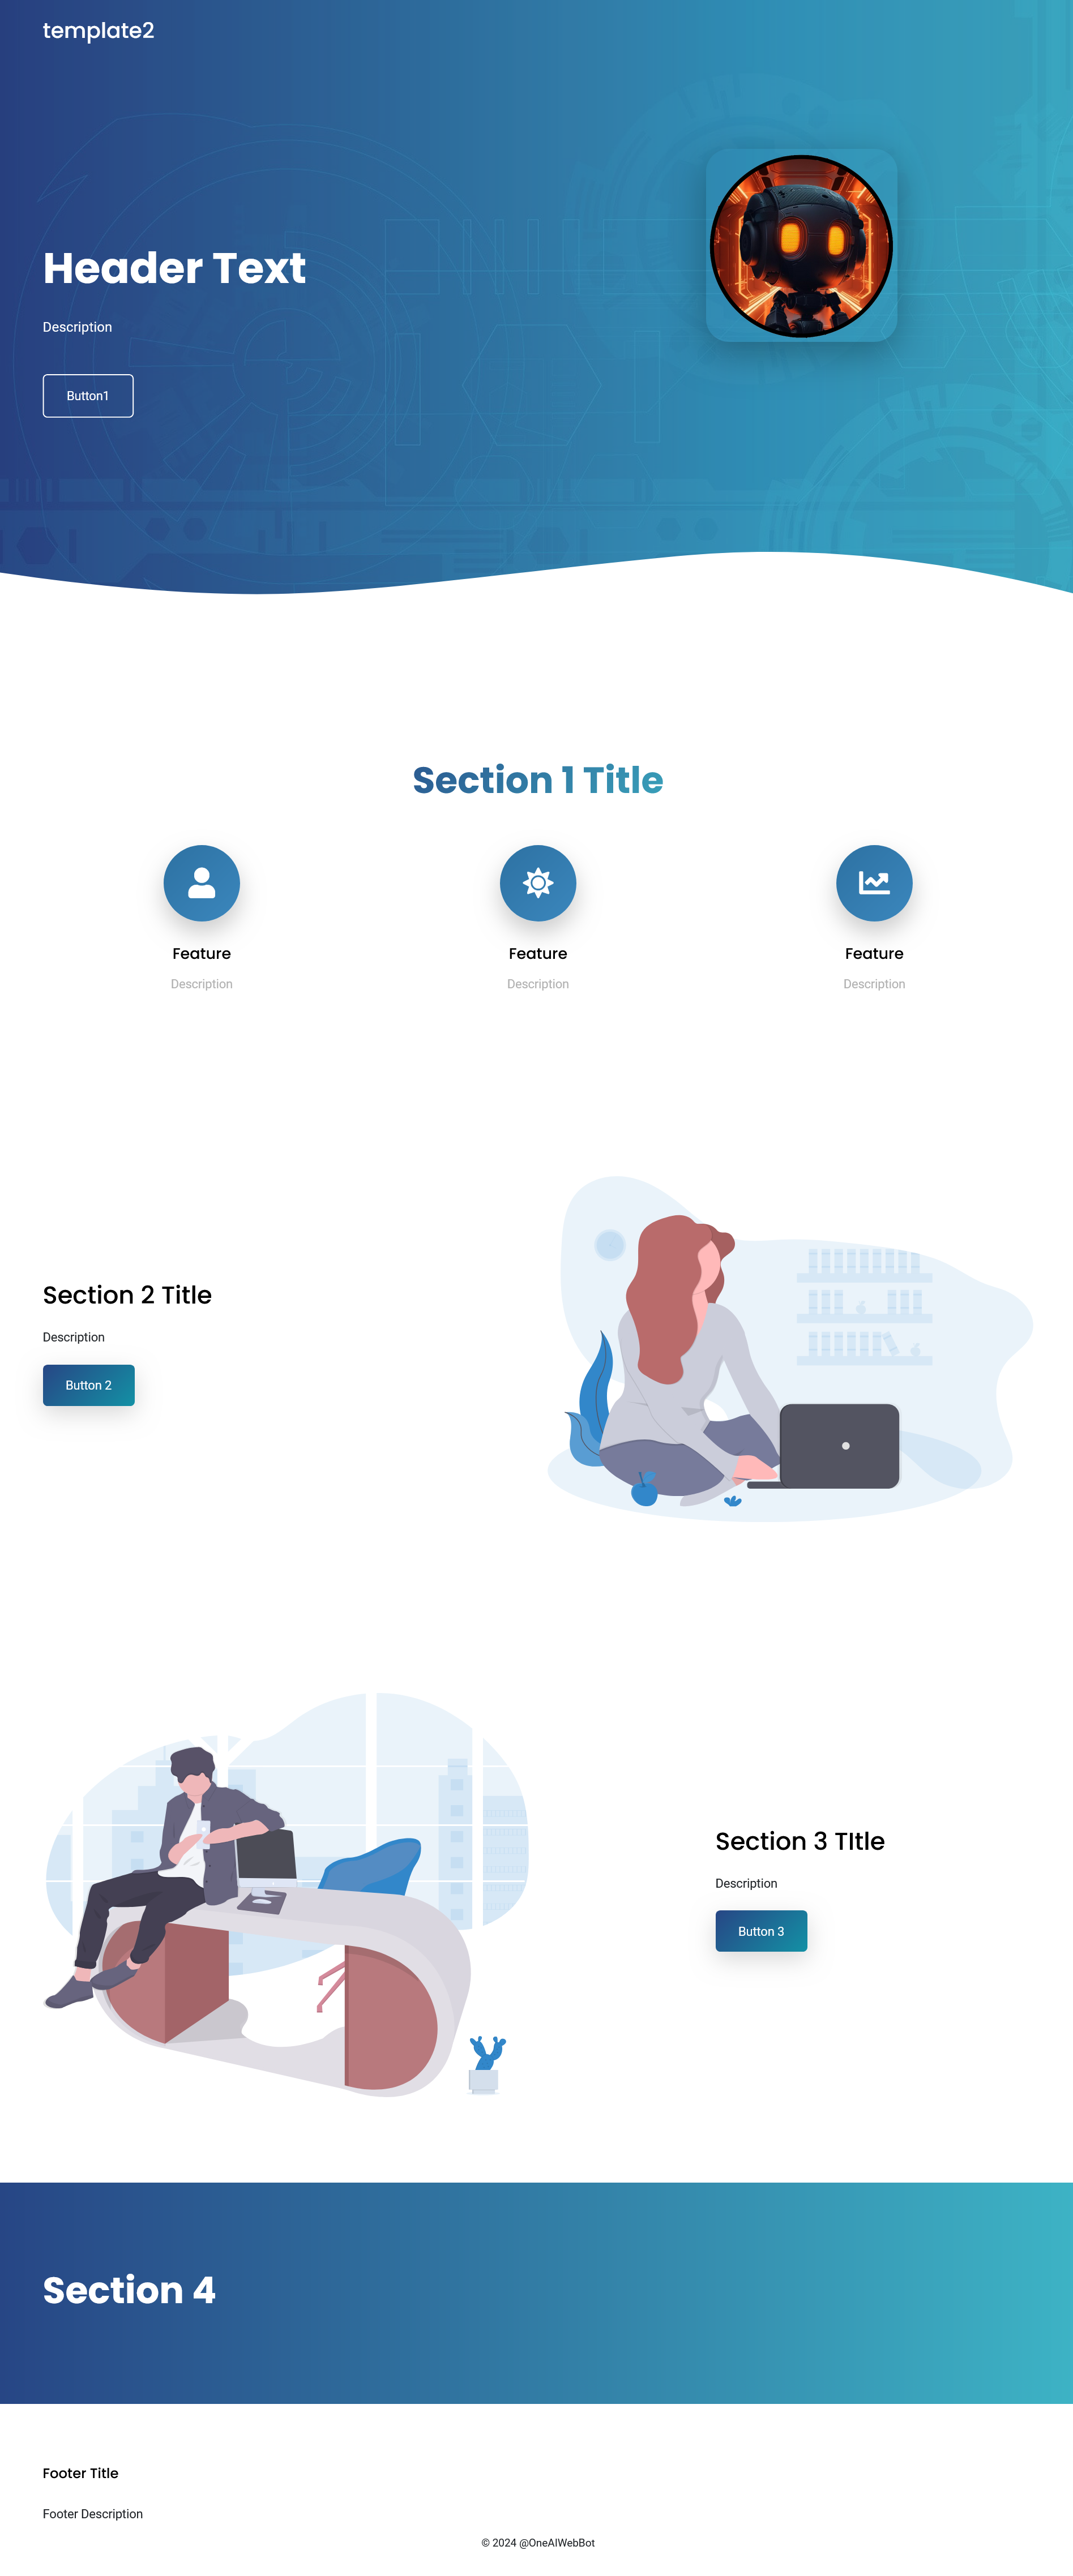 template2
Header Text
Description
Button1
Section 1 Title
Feature
Description
Feature
Description
Feature
Description
Section 2 Title
Description
Button 2
Section 3 TItle
Description
Button 3
Section 4
Footer Title
Footer Description
© 2024 @OneAIWebBot